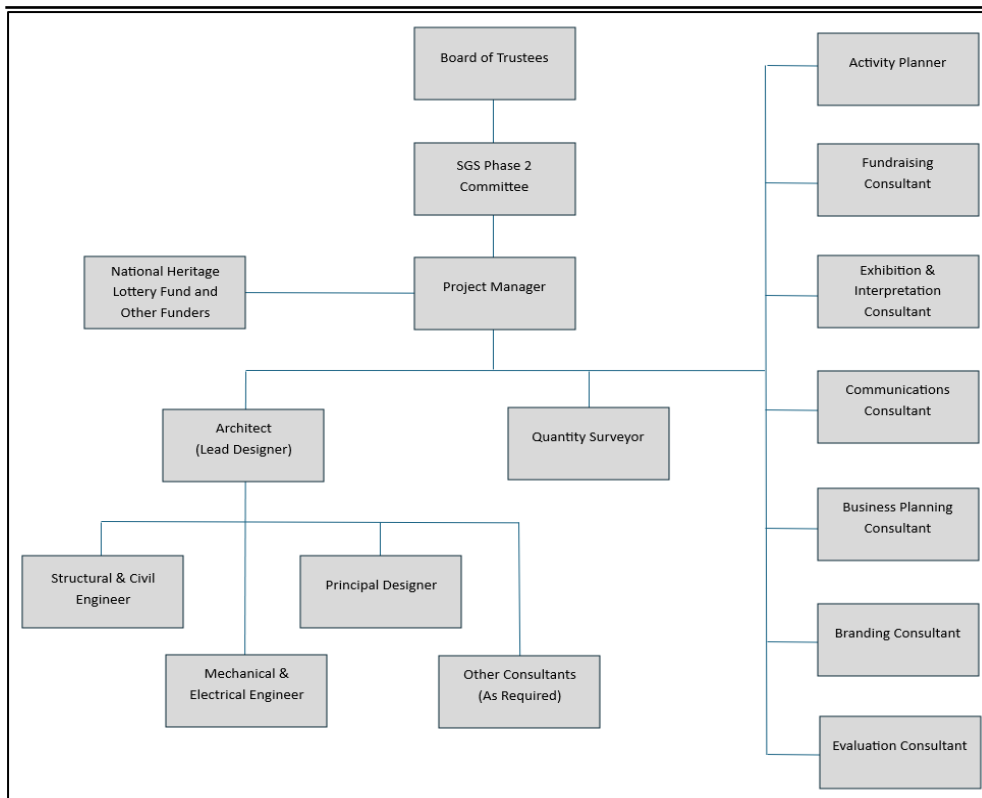 Board of Trustees
SGS Phase 2
Committee
National Heritage
Lottery Fund and
Other Funders
Project Manager
Architect
(Lead Designer)
Quantity Surveyor
Structural & Civil
Engineer
Principal Designer
Mechanical &
Electrical Engineer
Other Consultants
(As Required)
Activity Planner
Fundraising
Consultant
Exhibition &
Interpretation
Consultant
Communications
Consultant
Business Planning
Consultant
Branding Consultant
Evaluation Consultant